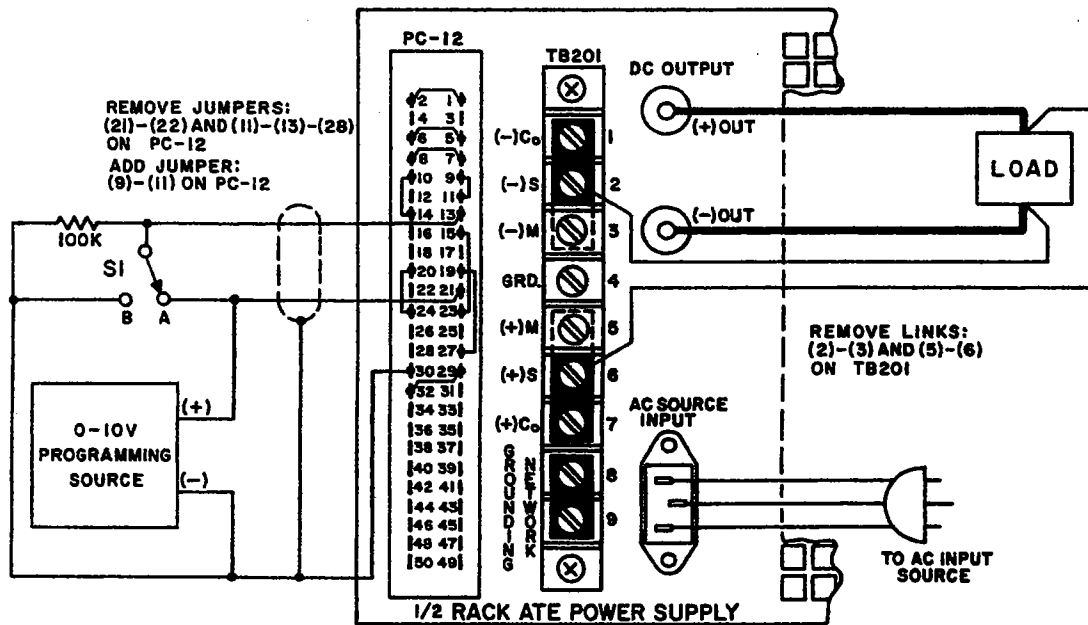 PC-12
TB201
DC OUTPUT
REMOVE JUMPERS:
(21)-(22) AND (11)-(13)-(28)
ON PC-12
ADD JUMPER:
(9)-(11) ON PC-12
2 1
4 3
6 5
8 7
10 9
12 11
14 13
16 15
18 17
20 19
22 21
24 23
26 25
28 27
30 29
32 31
34 33
36 35
38 37
40 39
42 41
44 43
46 45
48 47
50 49
(-)Co 1
(-)S 2
(-)M 3
GRD. 4
(+)M 5
(+)S 6
(+)Co 7
8
9
GROUNDING
NETWORK
(+)OUT
(-)OUT
LOAD
100K
S1
B A
(+)
0-10V
PROGRAMMING
SOURCE
(-)
REMOVE LINKS:
(2)-(3) AND (5)-(6)
ON TB201
AC SOURCE
INPUT
TO AC INPUT
SOURCE
1/2 RACK ATE POWER SUPPLY